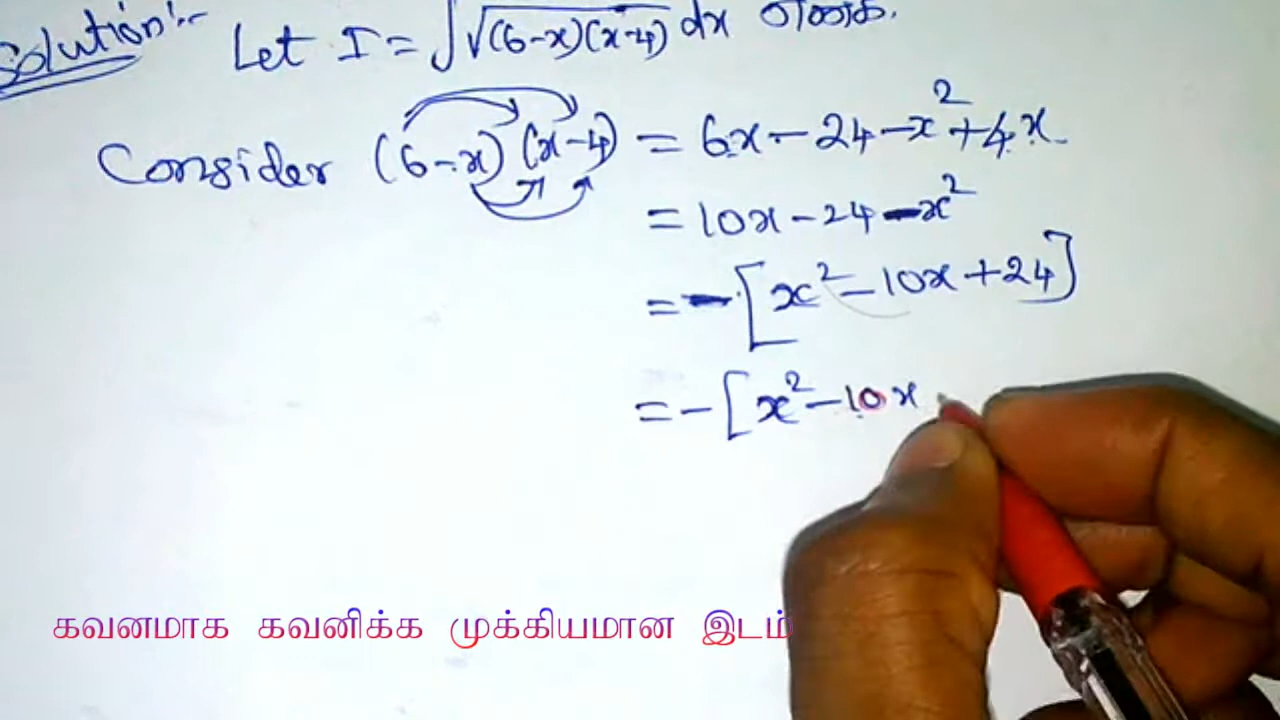 Solution:-
Let I = ∫√(6-x)(x-4) dx என்க.
Consider (6-x)(x-4) = 6x - 24 - x² + 4x
= 10x - 24 - x²
= -[x² - 10x + 24]
= -[x² - 10x
கவனமாக கவனிக்க முக்கியமான இடம்